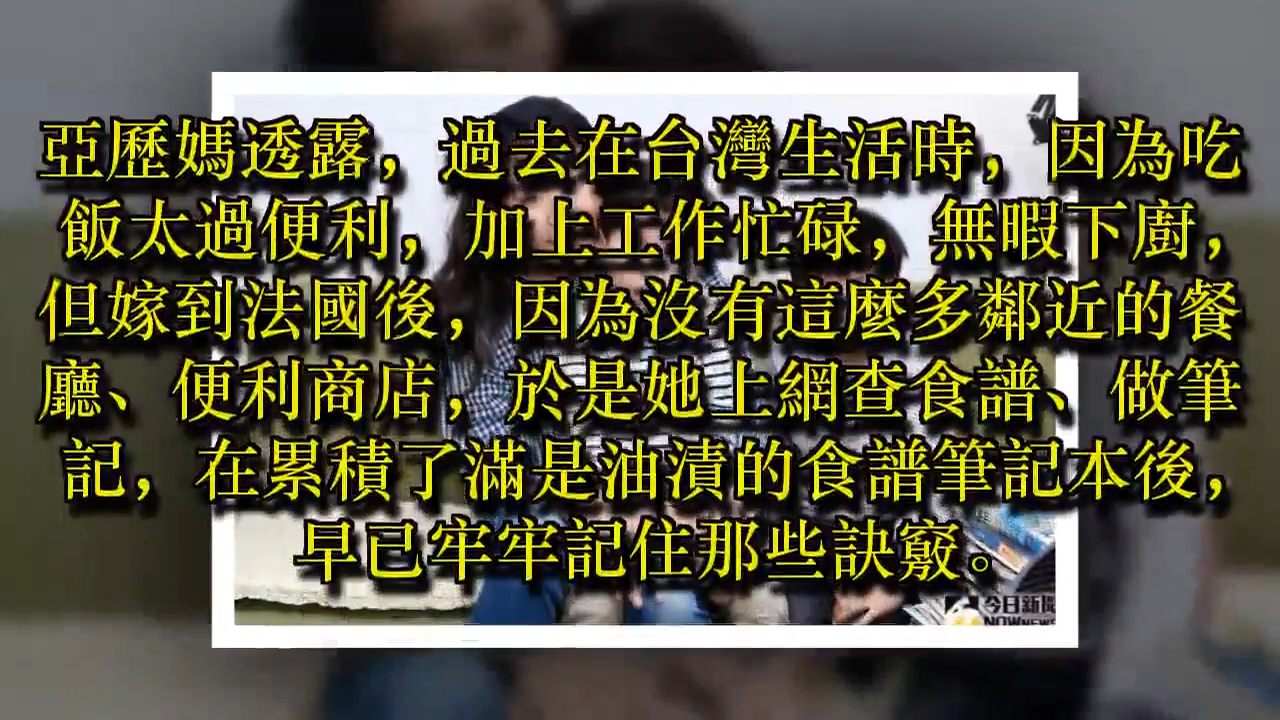 亞歷媽透露，過去在台灣生活時，因為吃
飯太過便利，加上工作忙碌，無暇下廚，
但嫁到法國後，因為沒有這麼多鄰近的餐
廳、便利商店，於是她上網查食譜、做筆
記，在累積了滿是油漬的食譜筆記本後，
早已牢牢記住那些訣竅。
今日新聞
NOWnews